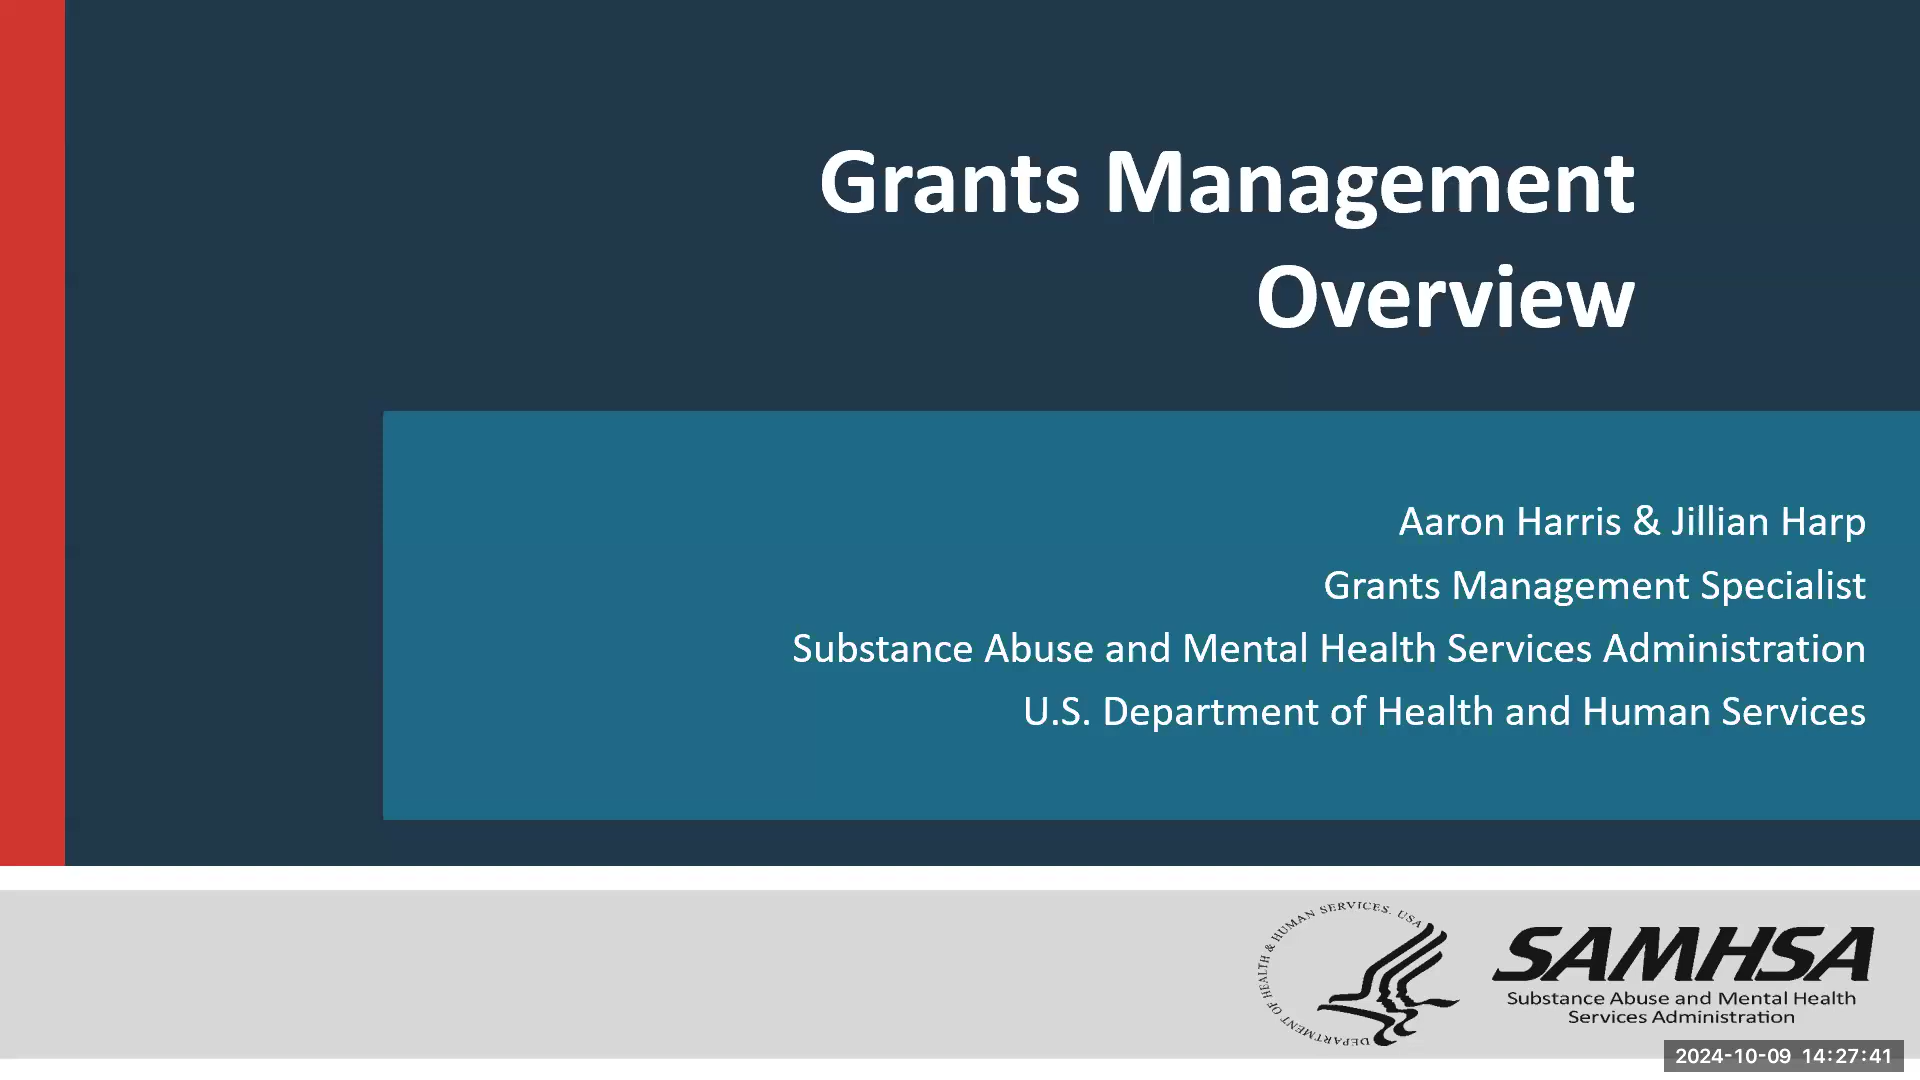 Grants Management
Overview
Aaron Harris & Jillian Harp
Grants Management Specialist
Substance Abuse and Mental Health Services Administration
U.S. Department of Health and Human Services
DEPARTMENT OF HEALTH & HUMAN SERVICES. USA
SAMHSA
Substance Abuse and Mental Health
Services Administration
2024-10-09 14:27:41